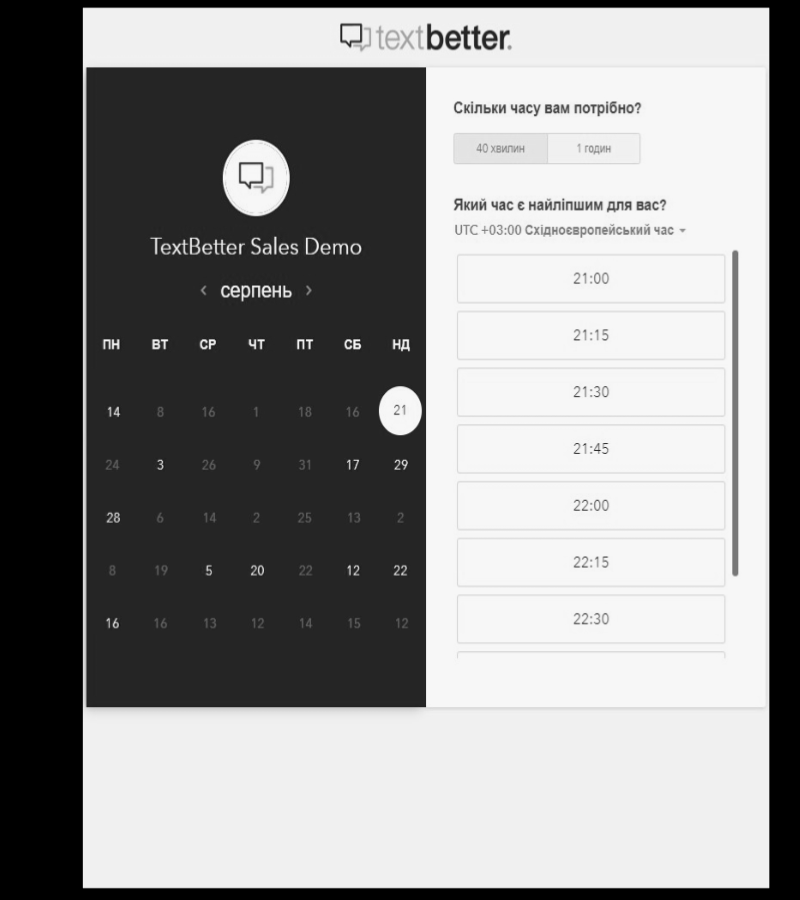 textbetter.
TextBetter Sales Demo
‹ серпень ›
ПН ВТ СР ЧТ ПТ СБ НД
14 8 16 1 18 16 21
24 3 26 9 31 17 29
28 6 14 2 25 13 2
8 19 5 20 22 12 22
16 16 13 12 14 15 12
Скільки часу вам потрібно?
40 хвилин 1 годин
Який час є найліпшим для вас?
UTC +03:00 Східноєвропейський час
21:00
21:15
21:30
21:45
22:00
22:15
22:30